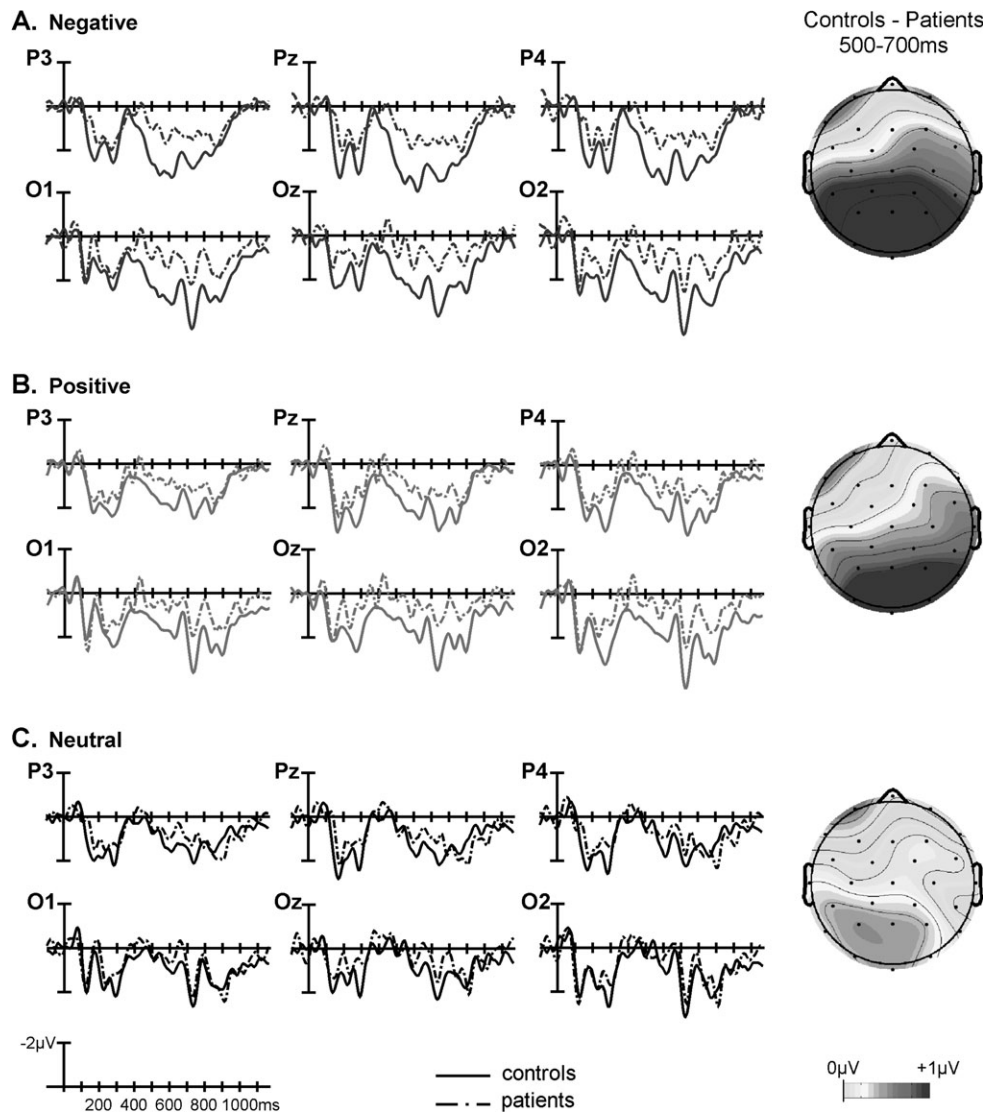 A. Negative
Controls - Patients
500-700ms
P3 Pz P4
O1 Oz O2
B. Positive
P3 Pz P4
O1 Oz O2
C. Neutral
P3 Pz P4
O1 Oz O2
-2µV
200 400 600 800 1000ms
controls
patients
0µV +1µV